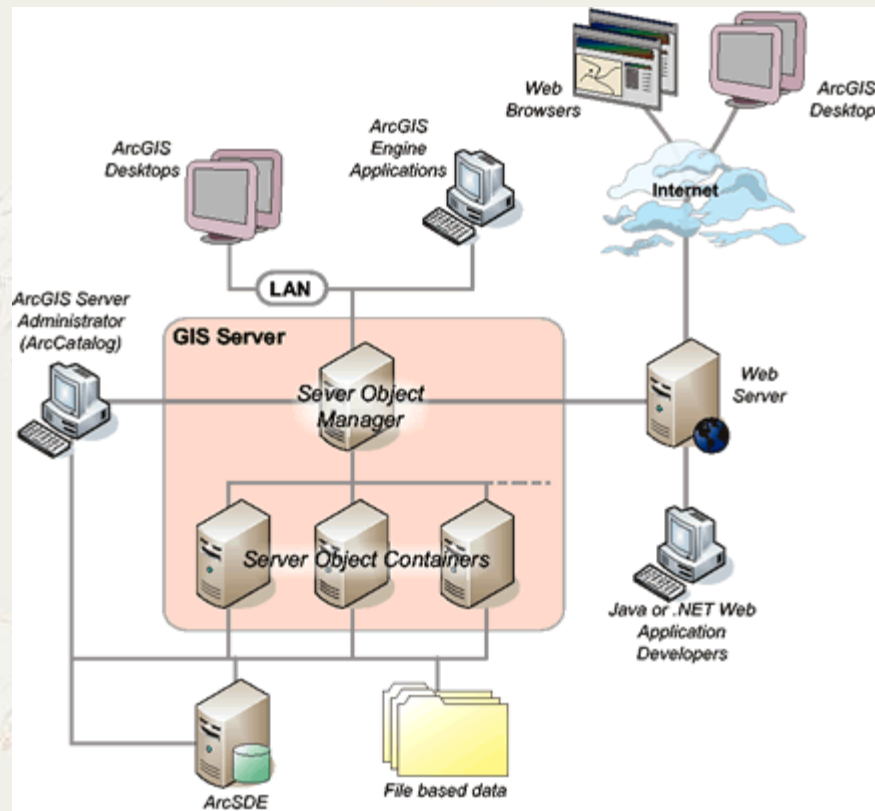 Web
Browsers
ArcGIS
Desktop
ArcGIS
Engine
Applications
ArcGIS
Desktops
Internet
LAN
ArcGIS Server
Administrator
(ArcCatalog)
GIS Server
Sever Object
Manager
Web
Server
Server Object Containers
Java or .NET Web
Application
Developers
ArcSDE
File based data